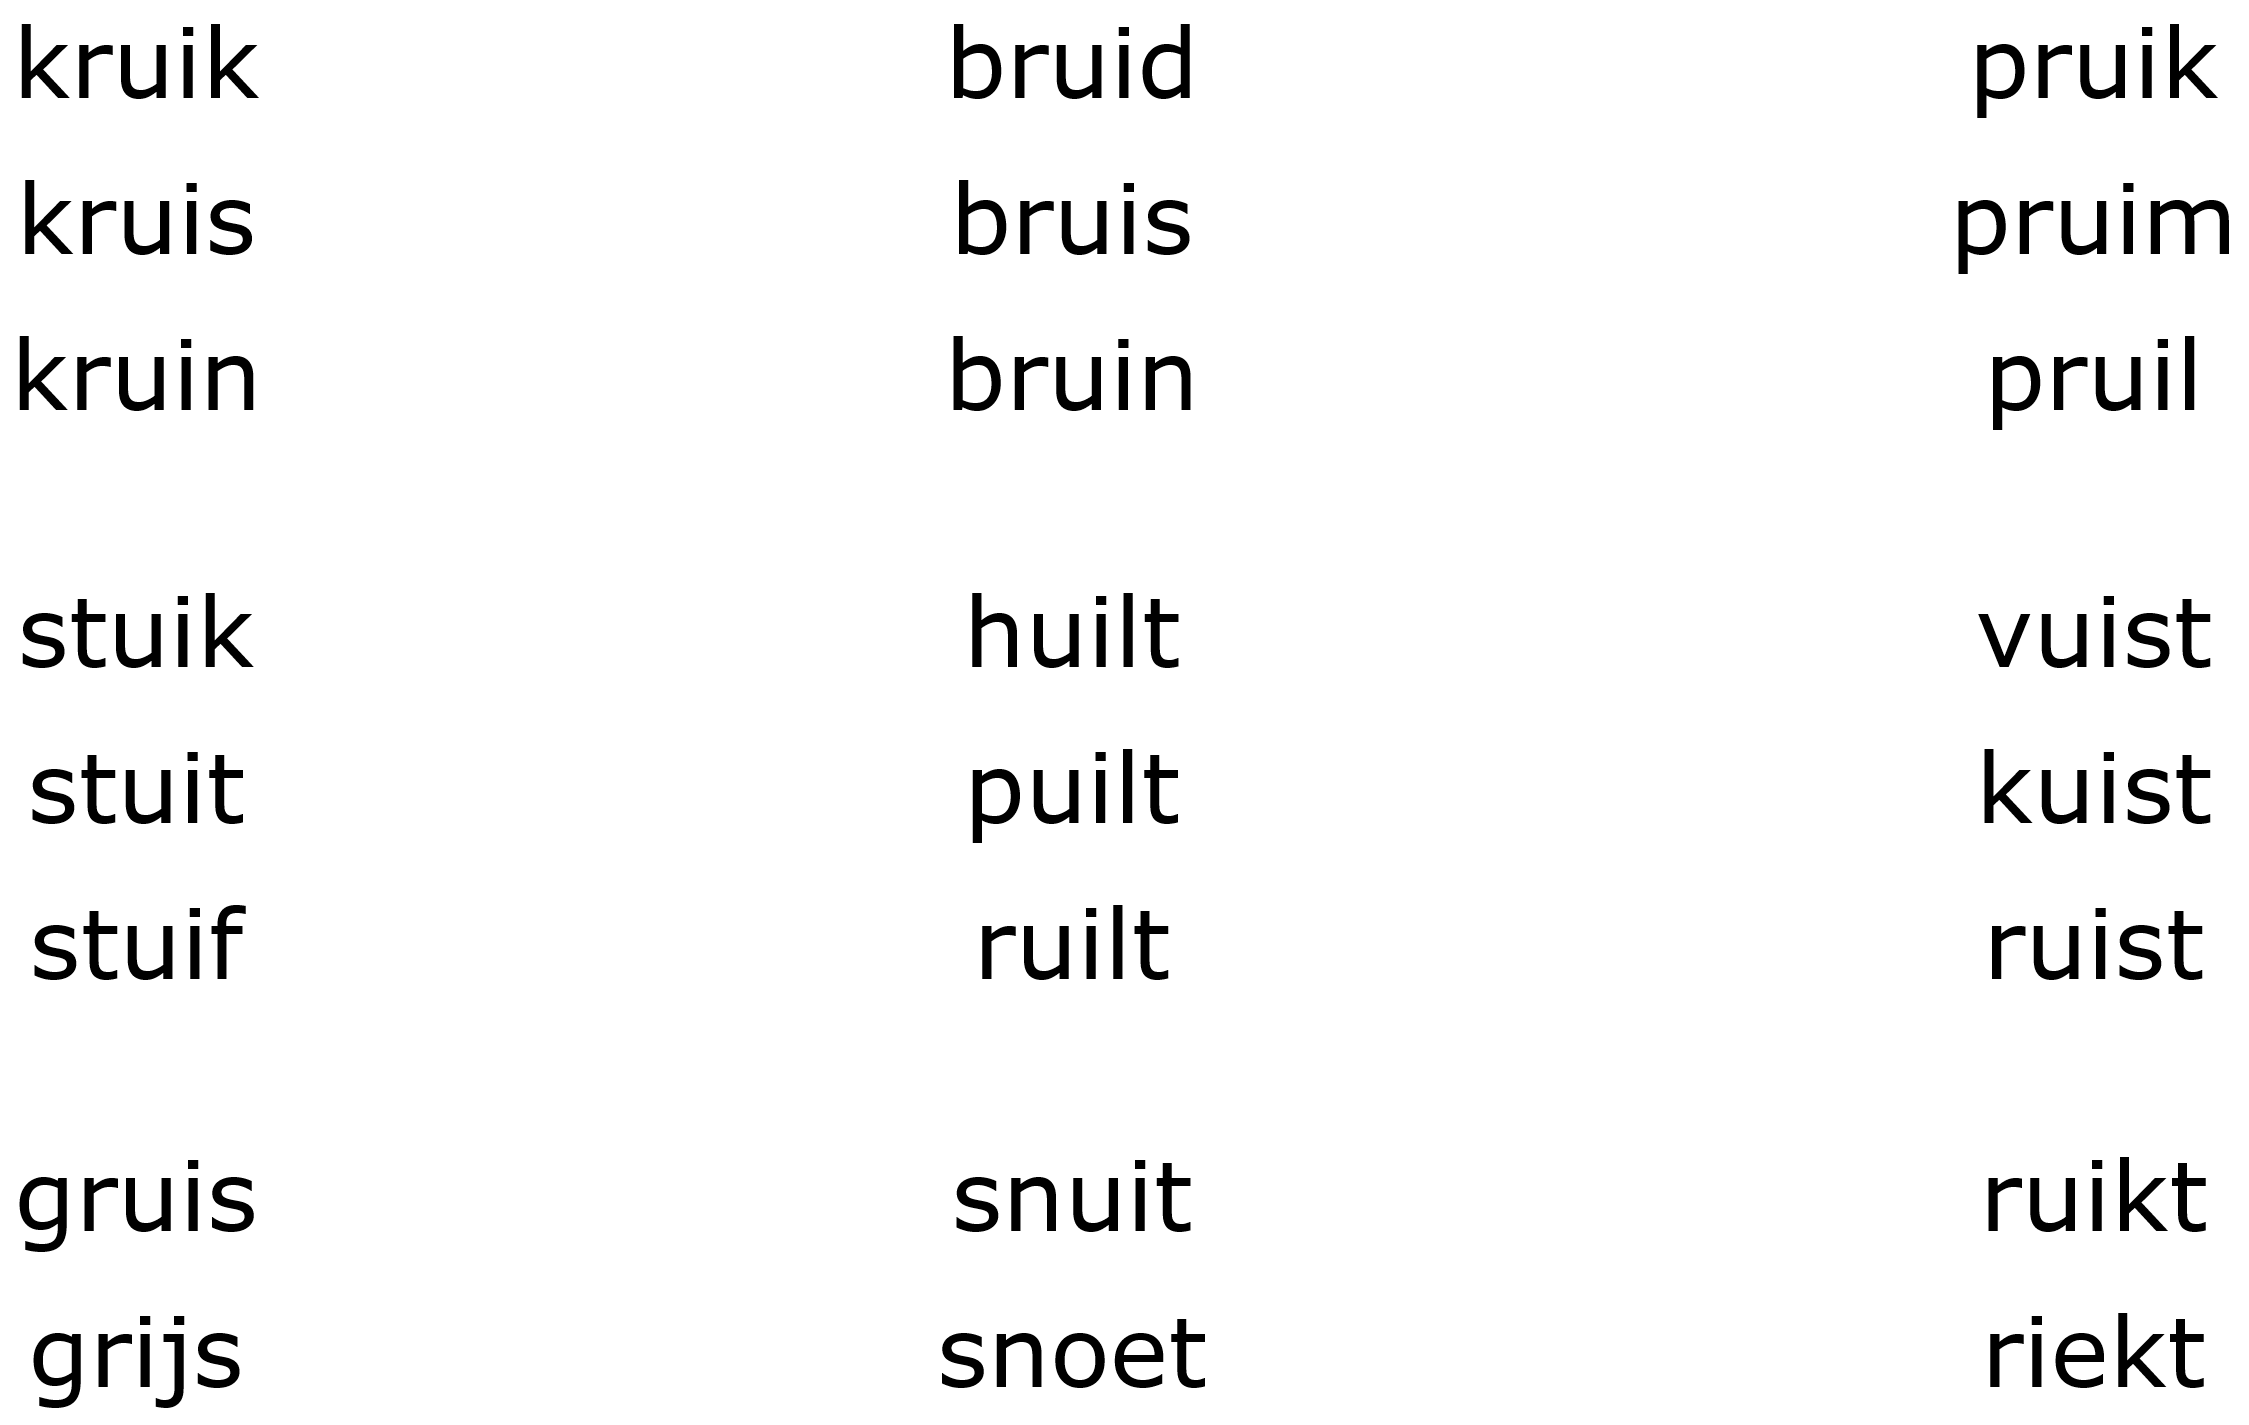 kruik bruid pruik
kruis bruis pruim
kruin bruin pruil
stuik huilt vuist
stuit puilt kuist
stuif ruilt ruist
gruis snuit ruikt
grijs snoet riekt